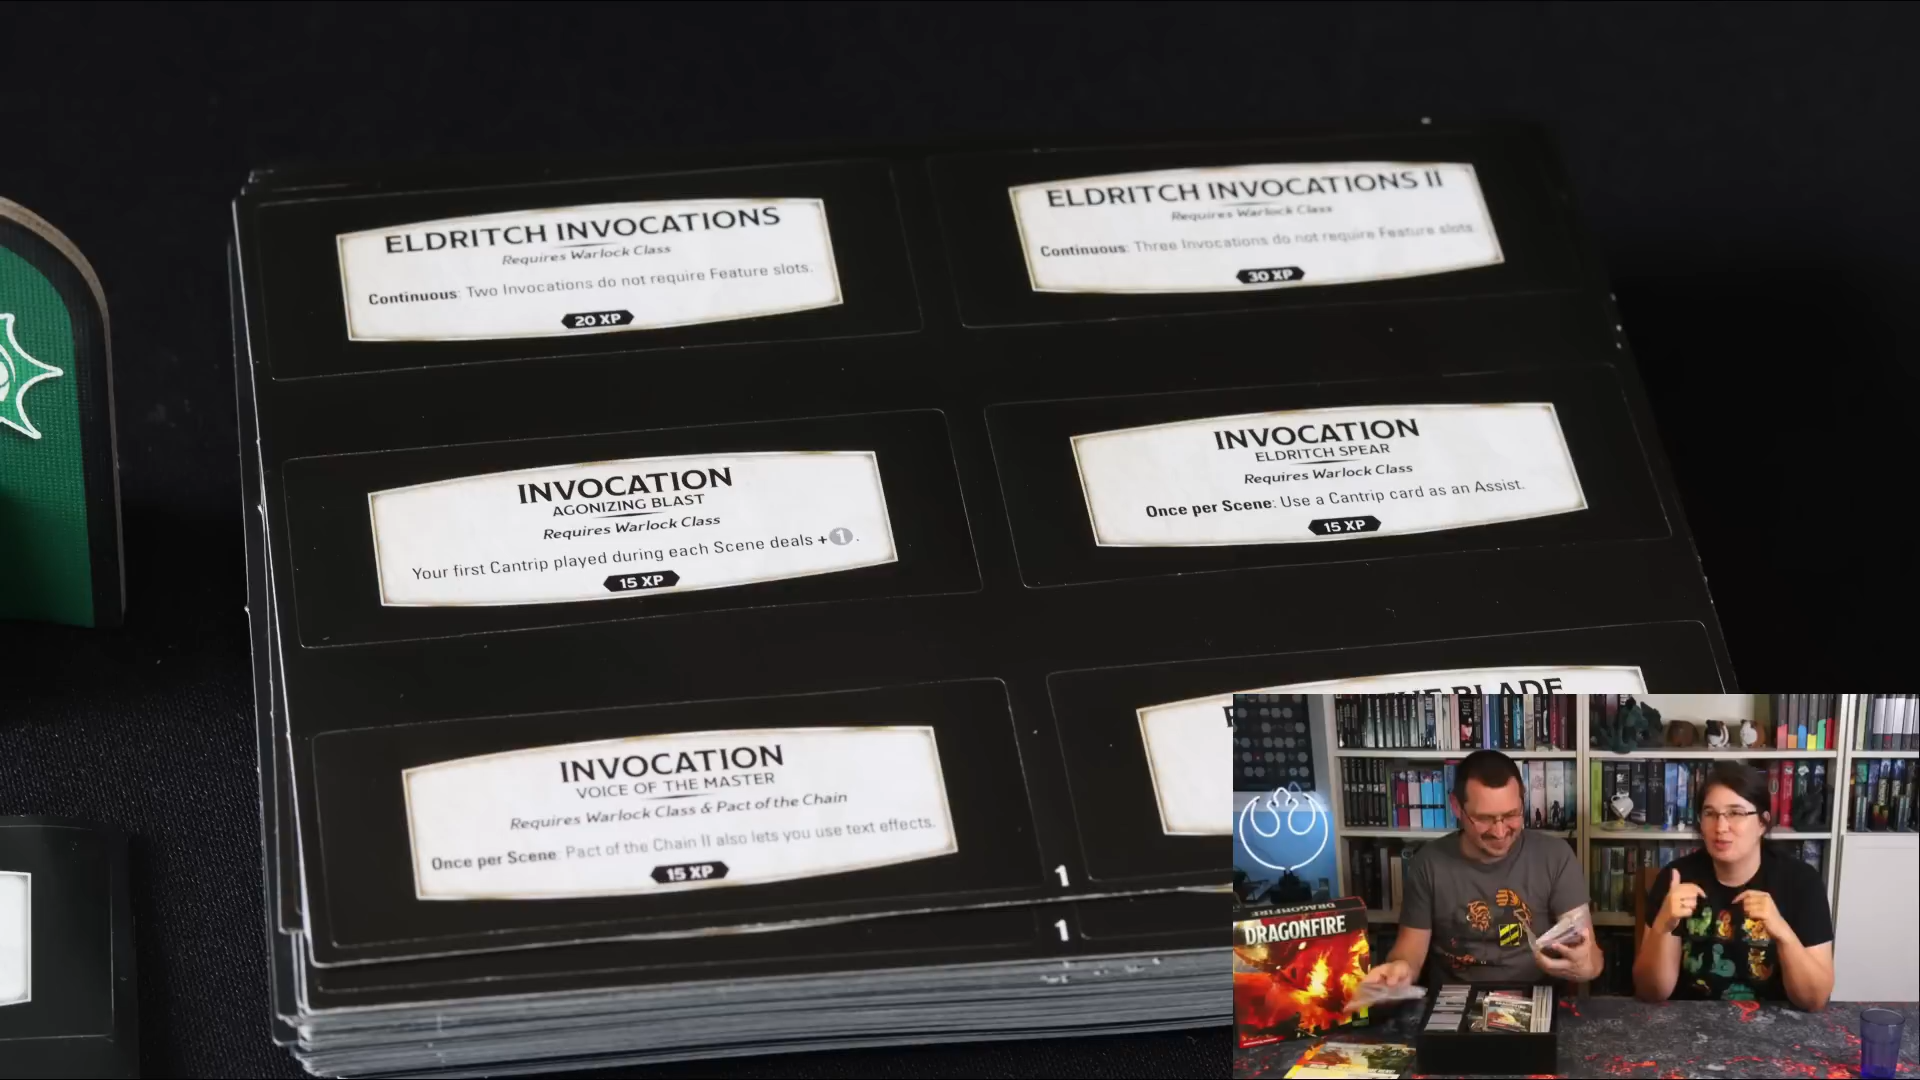 ELDRITCH INVOCATIONS
Requires Warlock Class
Continuous: Two Invocations do not require Feature slots.
20 XP
ELDRITCH INVOCATIONS II
Requires Warlock Class
Continuous: Three Invocations do not require Feature slots.
30 XP
INVOCATION
AGONIZING BLAST
Requires Warlock Class
Your first Cantrip played during each Scene deals +1.
15 XP
INVOCATION
ELDRITCH SPEAR
Requires Warlock Class
Once per Scene: Use a Cantrip card as an Assist.
15 XP
INVOCATION
VOICE OF THE MASTER
Requires Warlock Class & Pact of the Chain
Once per Scene: Pact of the Chain II also lets you use text effects.
15 XP
BLADE
1
1
DRAGONFIRE
DRAGONFIRE